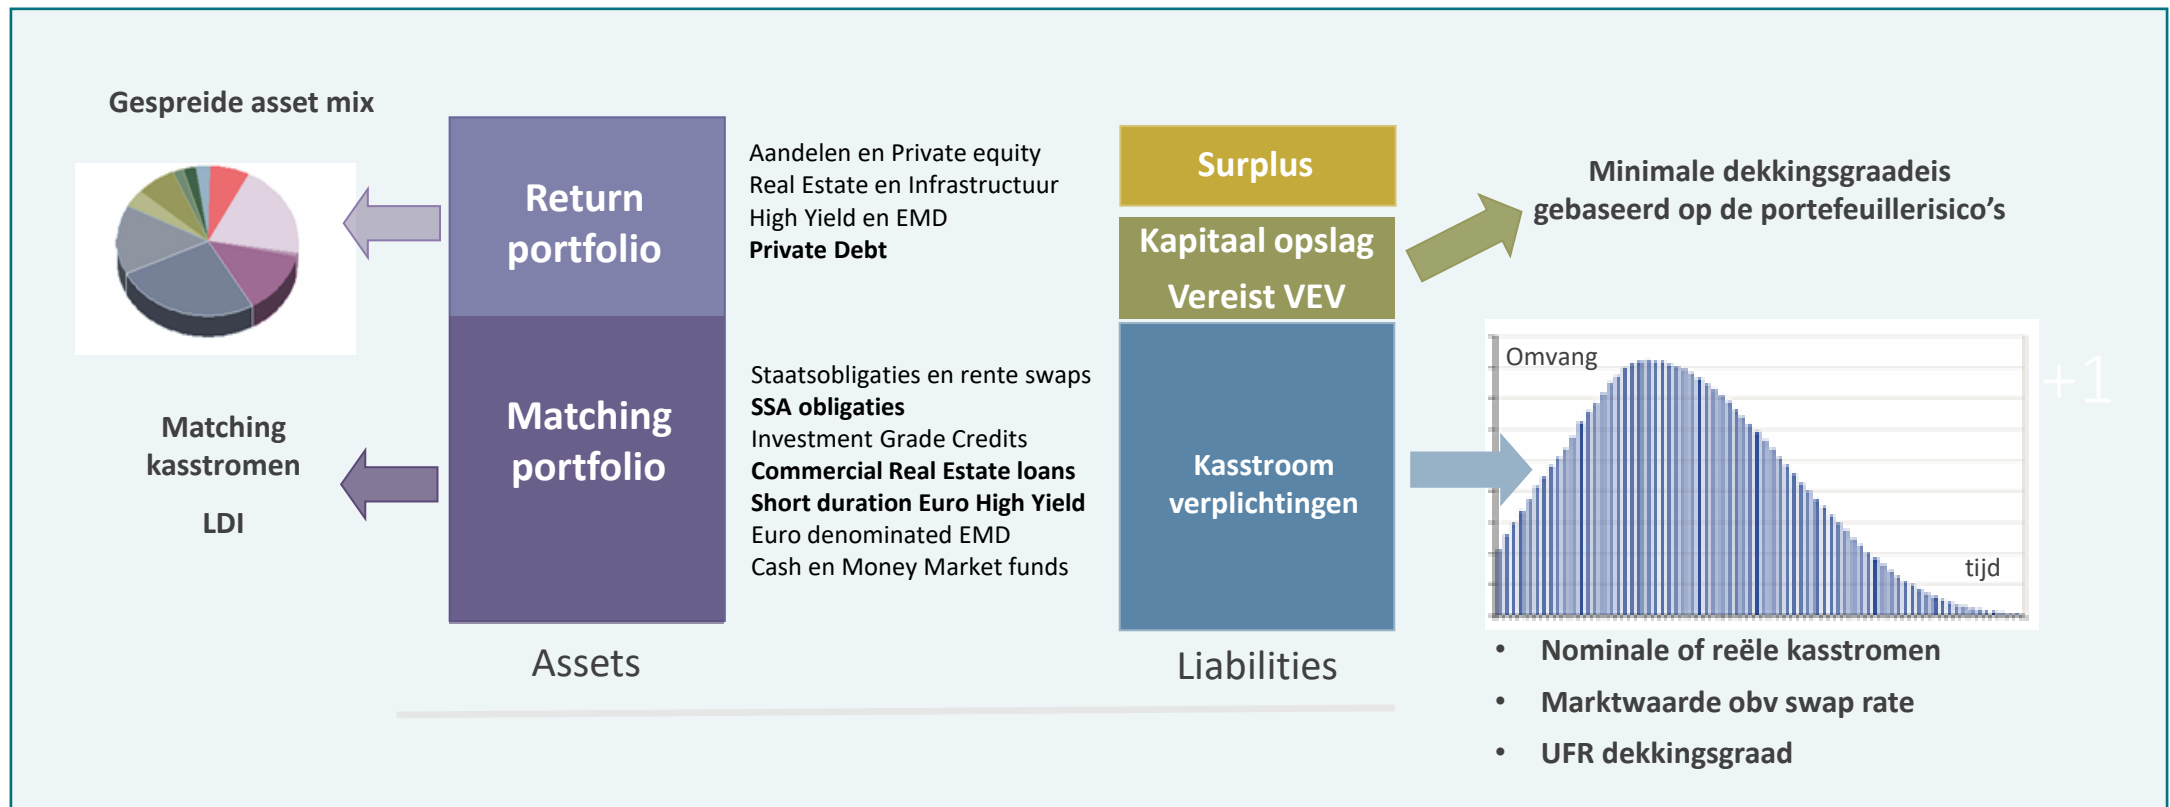 Gespreide asset mix
Return
portfolio
Aandelen en Private equity
Real Estate en Infrastructuur
High Yield en EMD
Private Debt
Matching
kasstromen
LDI
Matching
portfolio
Staatsobligaties en rente swaps
SSA obligaties
Investment Grade Credits
Commercial Real Estate loans
Short duration Euro High Yield
Euro denominated EMD
Cash en Money Market funds
Assets
Surplus
Kapitaal opslag
Vereist VEV
Kasstroom
verplichtingen
Liabilities
Minimale dekkingsgraadeis
gebaseerd op de portefeuillerisico’s
Omvang
tijd
+1
• Nominale of reële kasstromen
• Marktwaarde obv swap rate
• UFR dekkingsgraad